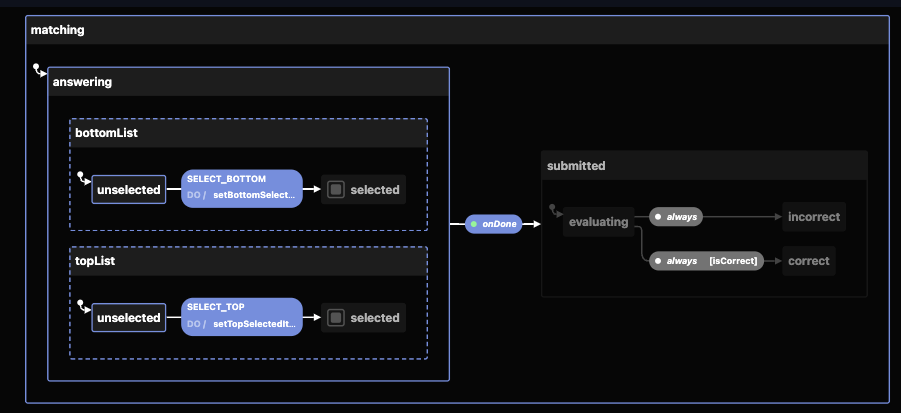 matching
answering
bottomList
unselected
SELECT_BOTTOM
DO / setBottomSelect...
selected
topList
unselected
SELECT_TOP
DO / setTopSelectedIt...
selected
onDone
submitted
evaluating
always
incorrect
always [isCorrect]
correct